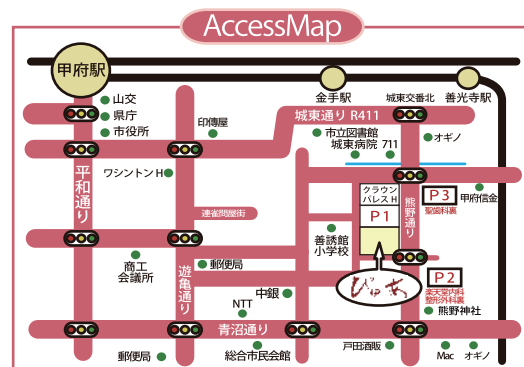 AccessMap
甲府駅
金手駅
善光寺駅
城東交番北
山交
県庁
市役所
印傳屋
城東通り R411
市立図書館
城東病院 711
オギノ
ワシントンH
平和通り
連雀問屋街
クラウン
パレスH
P1
熊野通り
P3
聖歯科裏
甲府信金
善誘館
小学校
商工
会議所
遊亀通り
郵便局
中銀
NTT
P2
楽天堂内科
整形外科裏
熊野神社
青沼通り
郵便局
総合市民会館
戸田酒販
Mac
オギノ